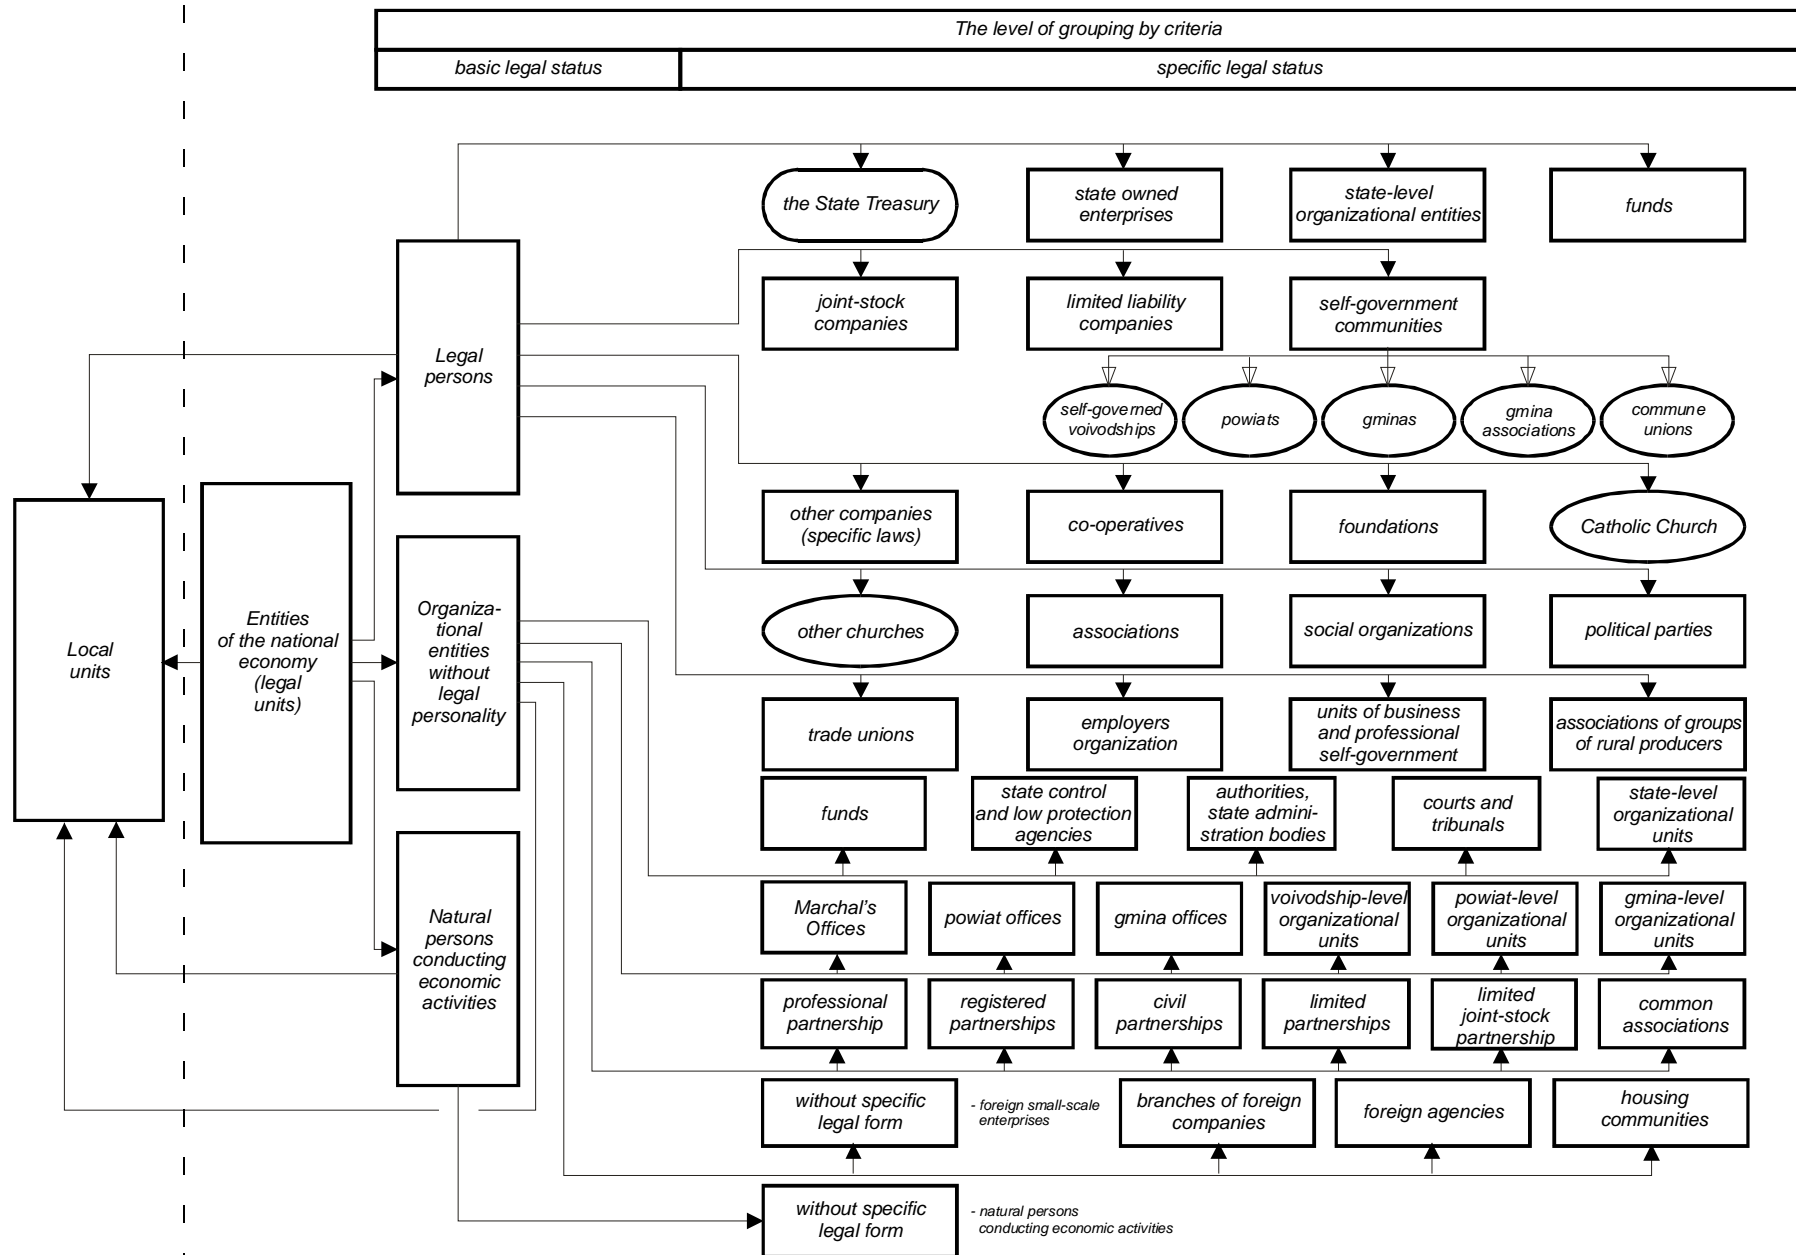 The level of grouping by criteria
basic legal status
specific legal status
the State Treasury
state owned
enterprises
state-level
organizational entities
funds
joint-stock
companies
limited liability
companies
self-government
communities
Legal
persons
self-governed
voivodships
powiats
gminas
gmina
associations
commune
unions
other companies
(specific laws)
co-operatives
foundations
Catholic Church
Local
units
Entities
of the national
economy
(legal
units)
Organiza-
tional
entities
without
legal
personality
other churches
associations
social organizations
political parties
trade unions
employers
organization
units of business
and professional
self-government
associations of groups
of rural producers
funds
state control
and low protection
agencies
authorities,
state admini-
stration bodies
courts and
tribunals
state-level
organizational
units
Natural
persons
conducting
economic
activities
Marchal's
Offices
powiat offices
gmina offices
voivodship-level
organizational
units
powiat-level
organizational
units
gmina-level
organizational
units
professional
partnership
registered
partnerships
civil
partnerships
limited
partnerships
limited
joint-stock
partnership
common
associations
without specific
legal form
- foreign small-scale
enterprises
branches of foreign
companies
foreign agencies
housing
communities
without specific
legal form
- natural persons
conducting economic activities